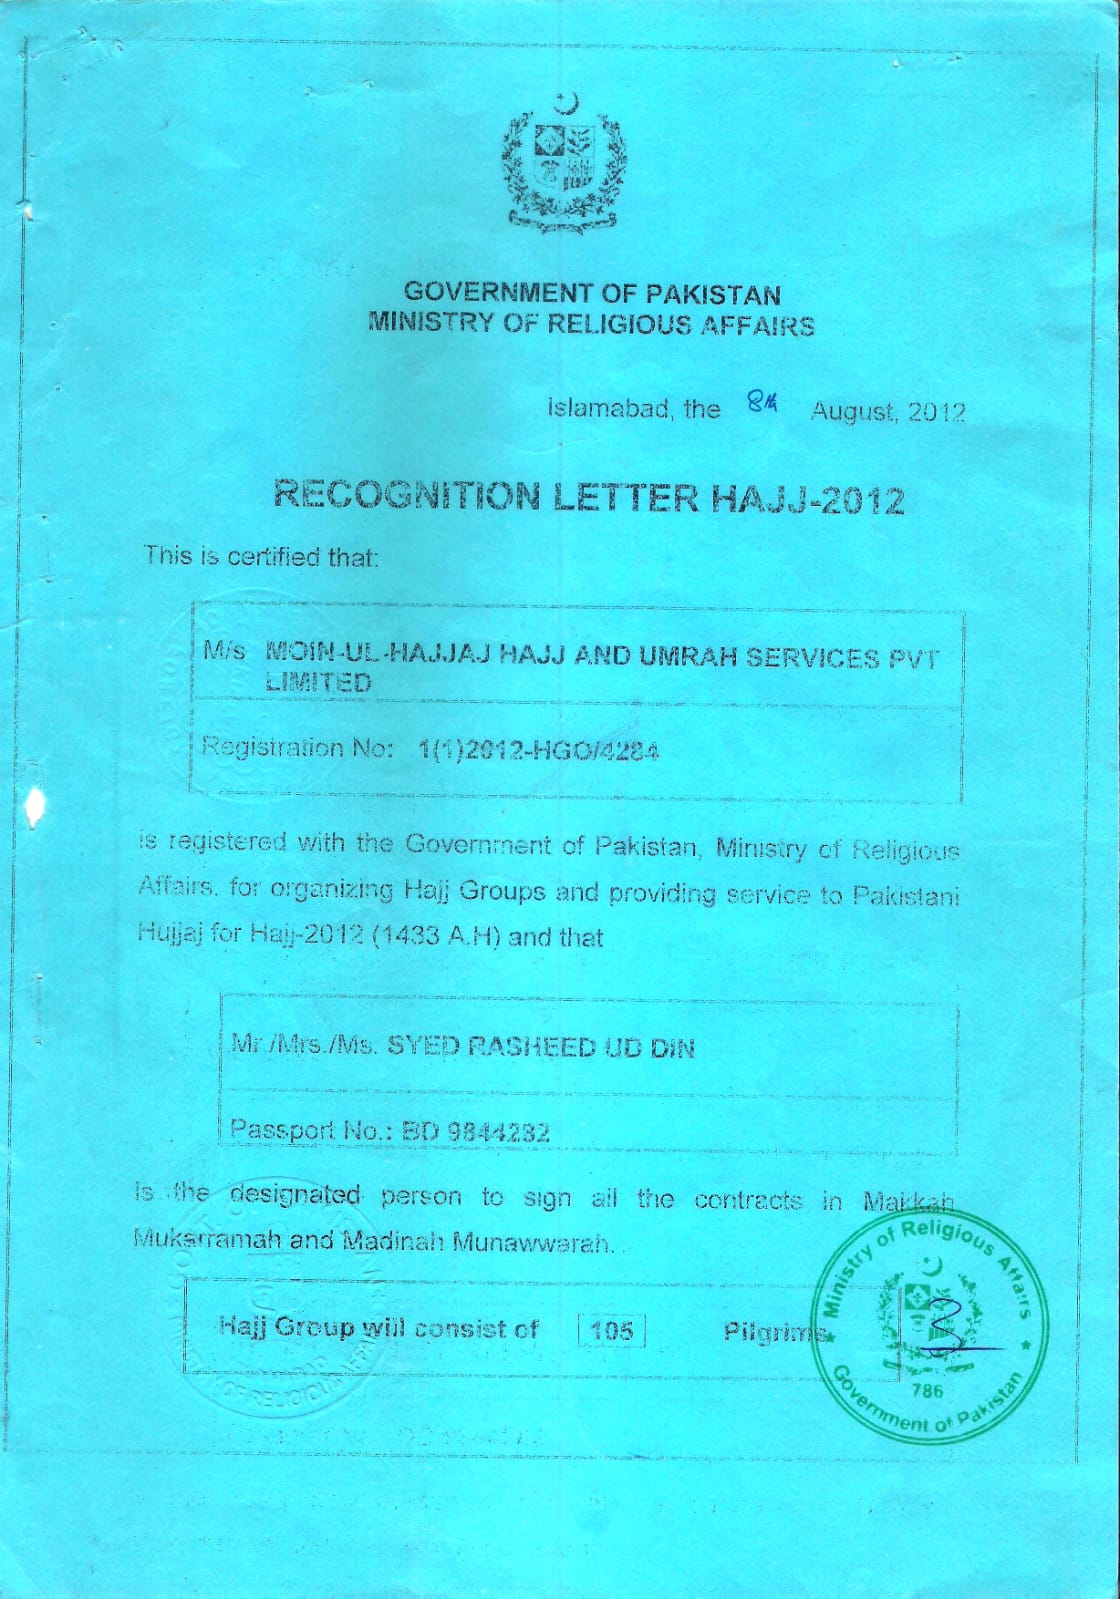 GOVERNMENT OF PAKISTAN
MINISTRY OF RELIGIOUS AFFAIRS
Islamabad, the 8th August, 2012
RECOGNITION LETTER HAJJ-2012
This is certified that:
M/s MOIN-UL-HAJJAJ HAJJ AND UMRAH SERVICES PVT
LIMITED
Registration No: 1(1)2012-HGO/4284
is registered with the Government of Pakistan, Ministry of Religious
Affairs, for organizing Hajj Groups and providing service to Pakistani
Hujjaj for Hajj-2012 (1433 A.H) and that
Mr./Mrs./Ms. SYED RASHEED UD DIN
Passport No.: BD 9844282
is the designated person to sign all the contracts in Makkah
Mukarramah and Madinah Munawwarah.
Hajj Group will consist of 105 Pilgrims
Ministry of Religious Affairs
786
Government of Pakistan
OF RELIGIOUS AFFAI